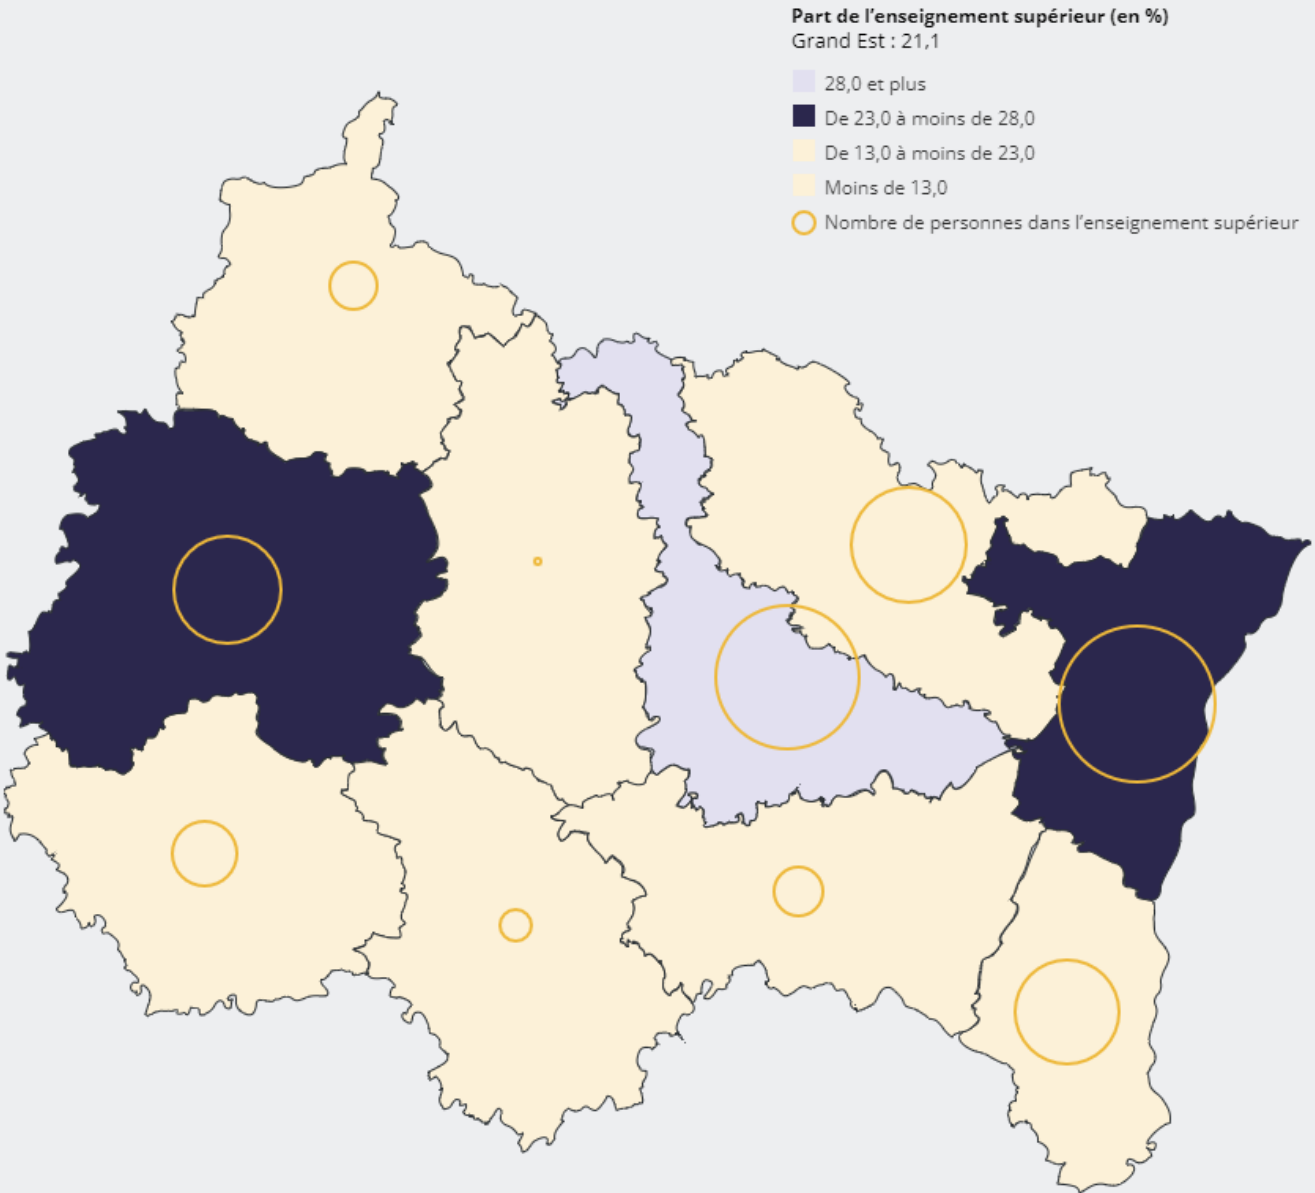 Part de l’enseignement supérieur (en %)
Grand Est : 21,1
28,0 et plus
De 23,0 à moins de 28,0
De 13,0 à moins de 23,0
Moins de 13,0
Nombre de personnes dans l’enseignement supérieur